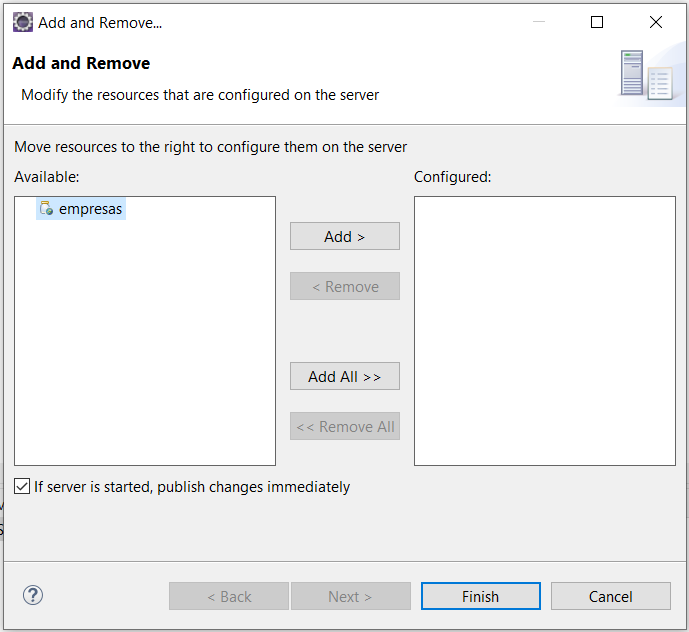 Add and Remove...
Add and Remove
Modify the resources that are configured on the server
Move resources to the right to configure them on the server
Available:
Configured:
empresas
Add >
< Remove
Add All >>
<< Remove All
If server is started, publish changes immediately
?
< Back
Next >
Finish
Cancel